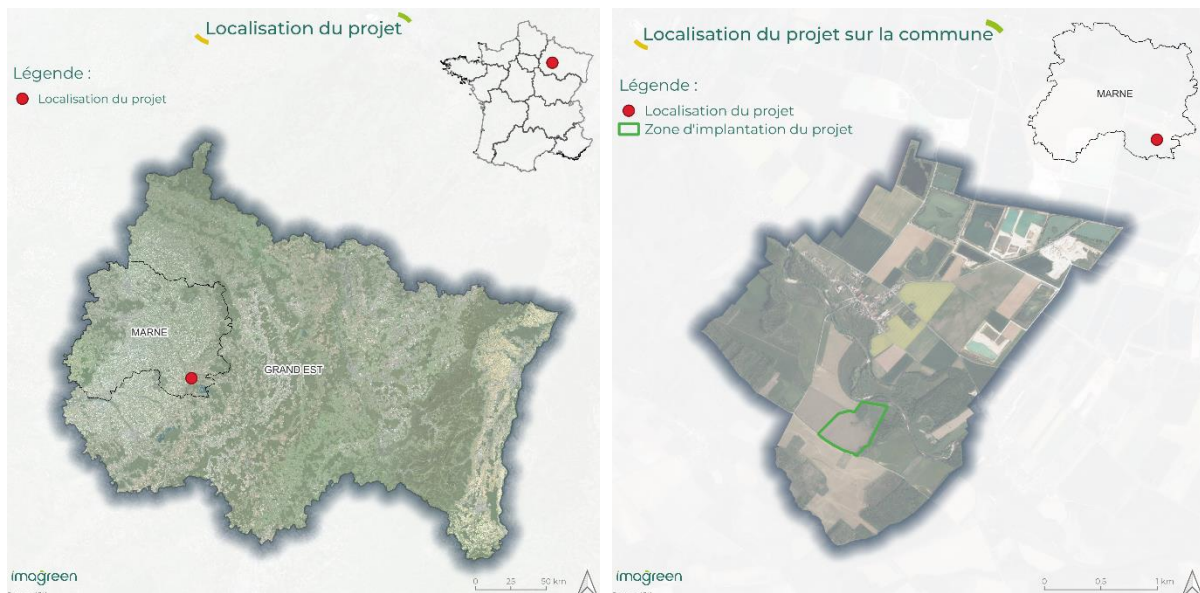 Localisation du projet
Légende :
Localisation du projet
MARNE
GRAND EST
imagreen
0 25 50 km
Localisation du projet sur la commune
MARNE
Légende :
Localisation du projet
Zone d'implantation du projet
imagreen
0 0.5 1 km